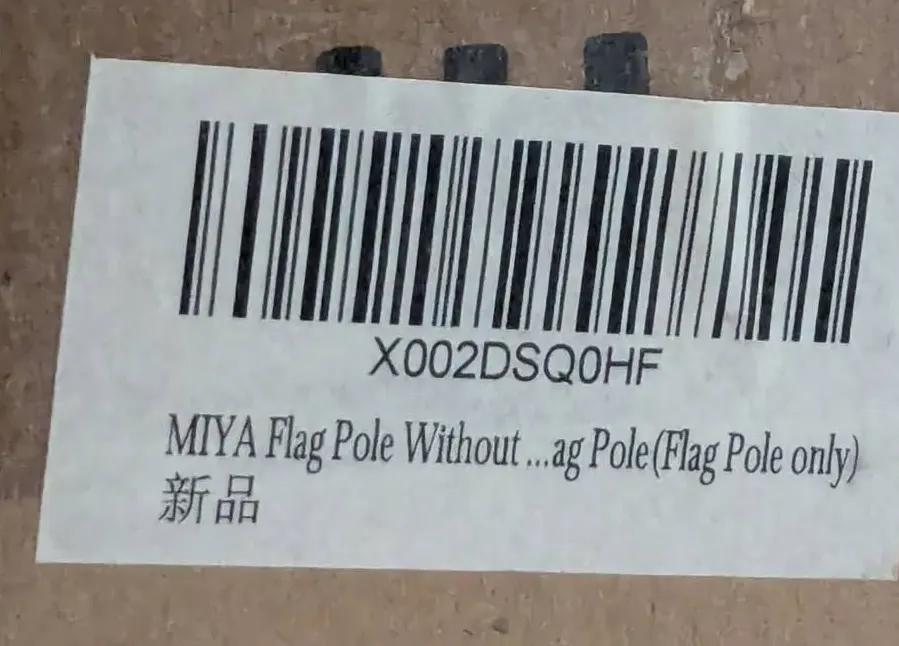 X002DSQ0HF
MIYA Flag Pole Without ...ag Pole(Flag Pole only)
新品